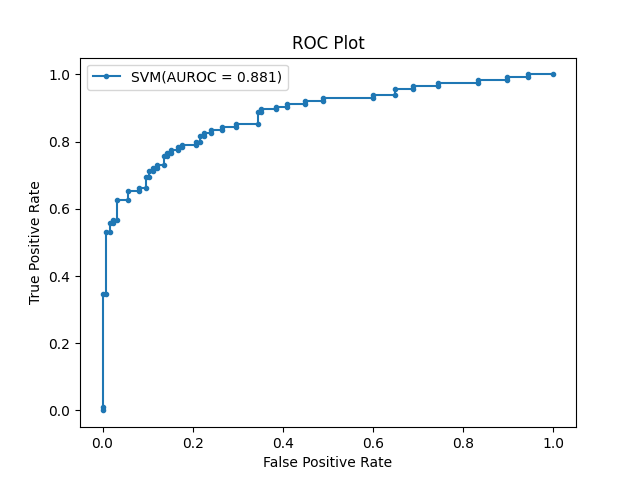 ROC Plot
SVM(AUROC = 0.881)
True Positive Rate
1.0
0.8
0.6
0.4
0.2
0.0
0.0 0.2 0.4 0.6 0.8 1.0
False Positive Rate